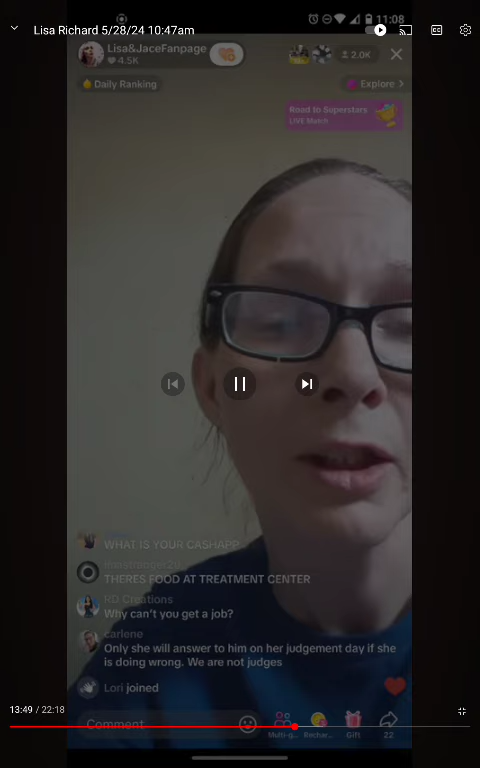 Lisa Richard 5/28/24 10:47am
11:08
Lisa&JaceFanpage
4.5K
2.0K
Daily Ranking
Explore >
Road to Superstars
LIVE Match
WHAT IS YOUR CASHAPP
THERES FOOD AT TREATMENT CENTER
RD Creations
Why can't you get a job?
carlene
Only she will answer to him on her judgement day if she
is doing wrong. We are not judges
Lori joined
13:49 / 22:18
Comment
Multi-g... Rechar... Gift 22